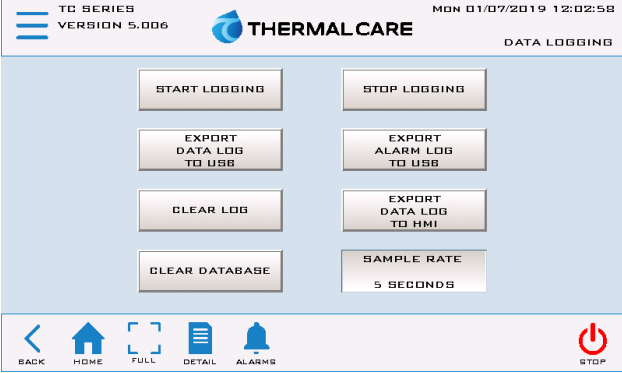 TC SERIES
VERSION 5.006
THERMALCARE
MON 01/07/2019 12:02:58
DATA LOGGING
START LOGGING
STOP LOGGING
EXPORT
DATA LOG
TO USB
EXPORT
ALARM LOG
TO USB
CLEAR LOG
EXPORT
DATA LOG
TO HMI
CLEAR DATABASE
SAMPLE RATE
5 SECONDS
BACK
HOME
FULL
DETAIL
ALARMS
STOP